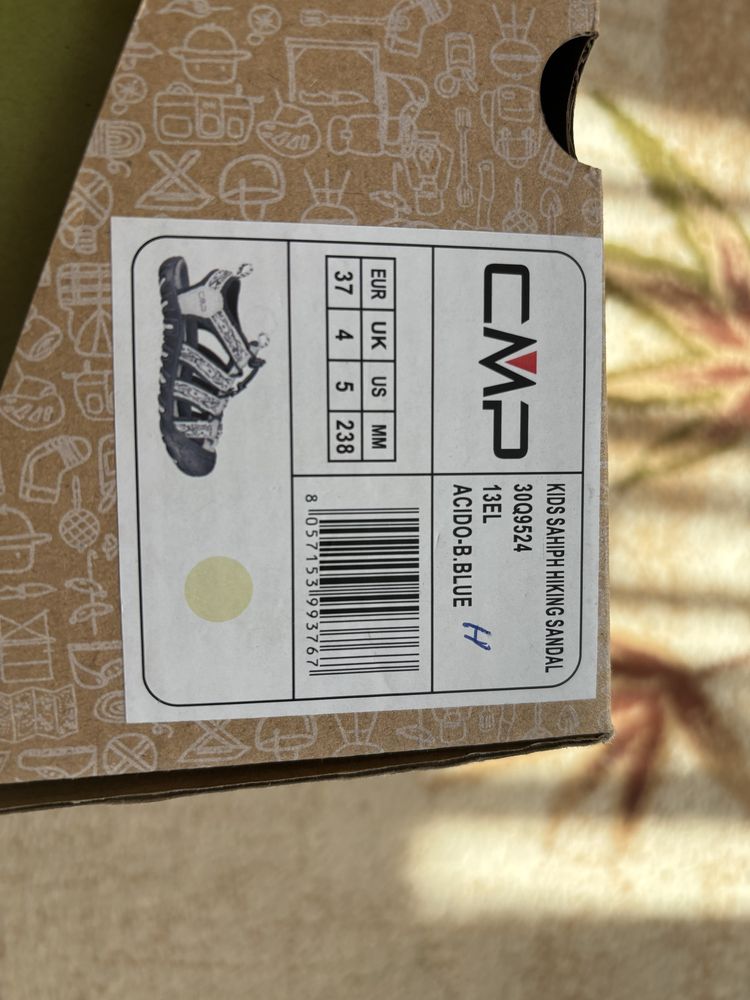 CMP
EUR UK US MM
37 4 5 238
KIDS SAHIPH HIKING SANDAL
30Q9524
13EL
ACIDO-B.BLUE H
8 057153 993767